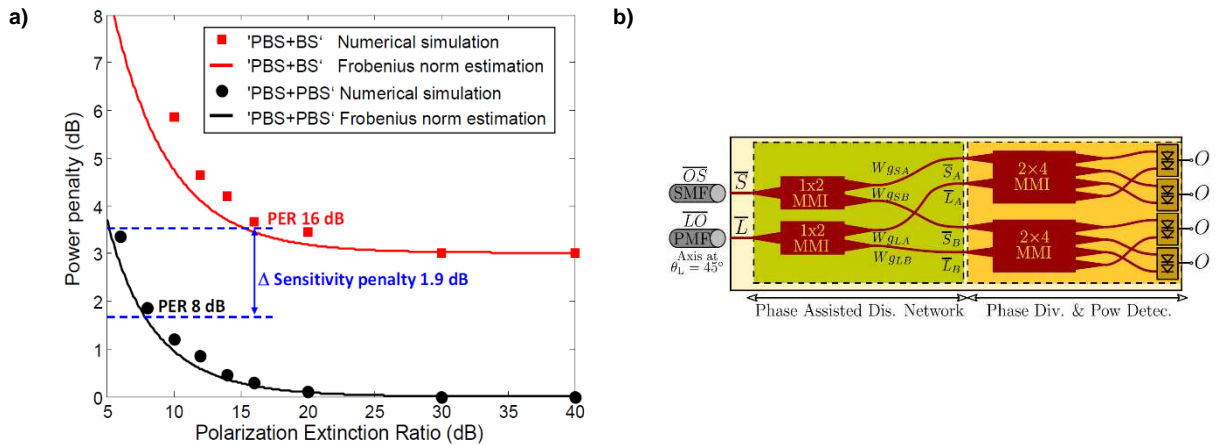 a)
8
7
6
5
4
3
2
1
0
5
10
15
20
25
30
35
40
Power penalty (dB)
Polarization Extinction Ratio (dB)
'PBS+BS' Numerical simulation
'PBS+BS' Frobenius norm estimation
'PBS+PBS' Numerical simulation
'PBS+PBS' Frobenius norm estimation
PER 16 dB
Δ Sensitivity penalty 1.9 dB
PER 8 dB
b)
OS
SMF
LO
PMF
Axis at
θL = 45°
S
L
1x2
MMI
1x2
MMI
WgSA
WgSB
WgLA
WgLB
SA
LA
SB
LB
2×4
MMI
2×4
MMI
O
O
O
O
Phase Assisted Dis. Network
Phase Div. & Pow Detec.